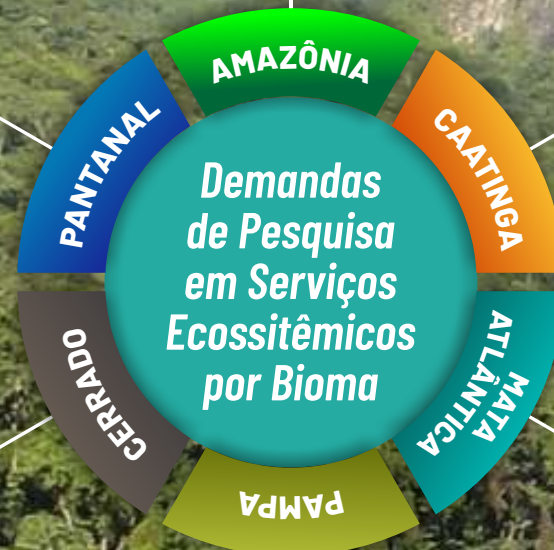 AMAZÔNIA
CAATINGA
MATA
ATLÂNTICA
PAMPA
CERRADO
PANTANAL
Demandas
de Pesquisa
em Serviços
Ecossitêmicos
por Bioma